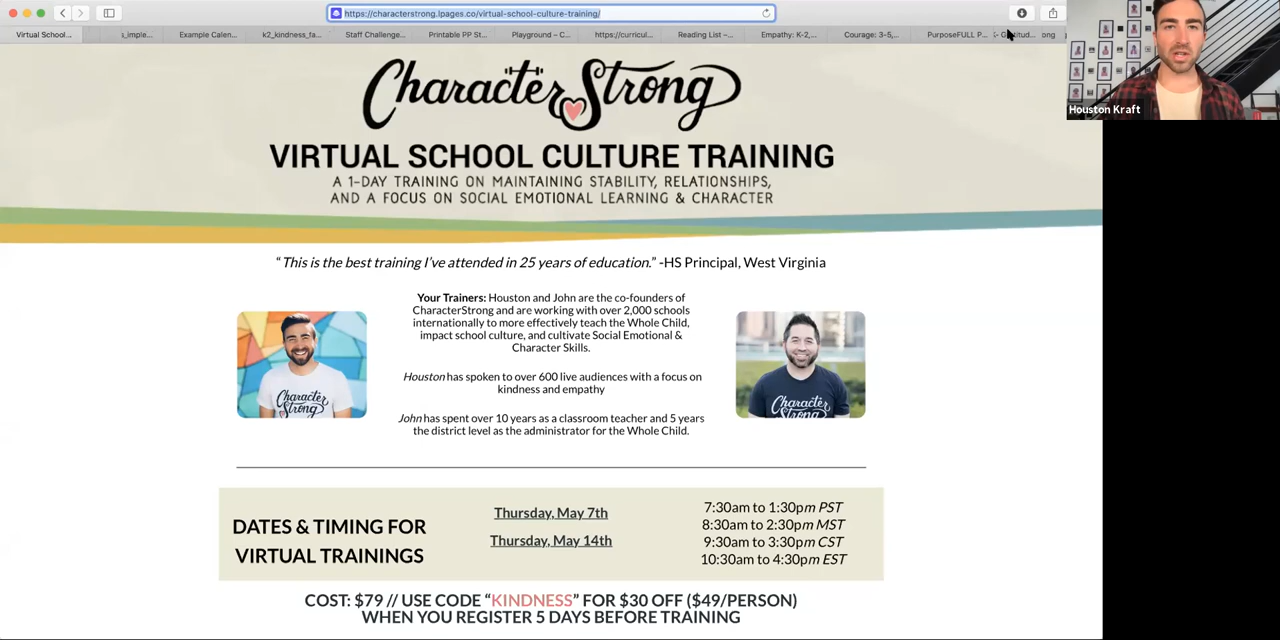 https://characterstrong.lpages.co/virtual-school-culture-training/
Virtual School... k_imple... Example Calen... k2_kindness_fa... Staff Challenge... Printable PP St... Playground – C... https://curricul... Reading List –... Empathy: K-2,... Courage: 3-5,... PurposeFULL P...
Houston Kraft
Character Strong
VIRTUAL SCHOOL CULTURE TRAINING
A 1-DAY TRAINING ON MAINTAINING STABILITY, RELATIONSHIPS,
AND A FOCUS ON SOCIAL EMOTIONAL LEARNING & CHARACTER
“This is the best training I’ve attended in 25 years of education.” -HS Principal, West Virginia
Your Trainers: Houston and John are the co-founders of
CharacterStrong and are working with over 2,000 schools
internationally to more effectively teach the Whole Child,
impact school culture, and cultivate Social Emotional &
Character Skills.
Houston has spoken to over 600 live audiences with a focus on
kindness and empathy
John has spent over 10 years as a classroom teacher and 5 years
the district level as the administrator for the Whole Child.
Character
Strong
Character
Strong
DATES & TIMING FOR
VIRTUAL TRAININGS
Thursday, May 7th
Thursday, May 14th
7:30am to 1:30pm PST
8:30am to 2:30pm MST
9:30am to 3:30pm CST
10:30am to 4:30pm EST
COST: $79 // USE CODE “KINDNESS” FOR $30 OFF ($49/PERSON)
WHEN YOU REGISTER 5 DAYS BEFORE TRAINING